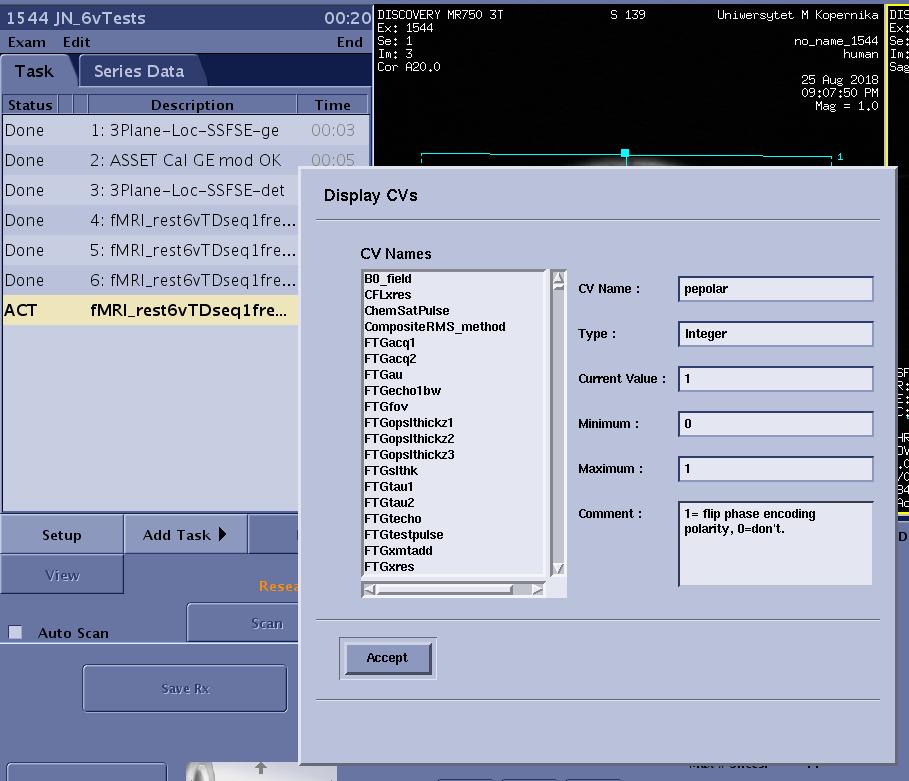 1544 JN_6vTests 00:20
Exam Edit End
Task Series Data
Status Description Time
Done 1: 3Plane-Loc-SSFSE-ge 00:03
Done 2: ASSET Cal GE mod OK 00:05
Done 3: 3Plane-Loc-SSFSE-det
Done 4: fMRI_rest6vTDseq1fre...
Done 5: fMRI_rest6vTDseq1fre...
Done 6: fMRI_rest6vTDseq1fre...
ACT fMRI_rest6vTDseq1fre...
Setup Add Task
View
Auto Scan Scan
Save Rx
DISCOVERY MR750 3T S 139 Uniwersytet M Kopernika
Ex: 1544
Se: 1 no_name_1544
Im: 3 human
Cor A20.0
25 Aug 2018
09:07:50 PM
Mag = 1.0
1
DIS
Ex:
Se:
Im:
Sag
Display CVs
CV Names
B0_field
CFLxres
ChemSatPulse
CompositeRMS_method
FTGacq1
FTGacq2
FTGau
FTGecho1bw
FTGfov
FTGopslthickz1
FTGopslthickz2
FTGopslthickz3
FTGslthk
FTGtau1
FTGtau2
FTGtecho
FTGtestpulse
FTGxmtadd
FTGxres
CV Name : pepolar
Type : Integer
Current Value : 1
Minimum : 0
Maximum : 1
Comment : 1= flip phase encoding
polarity, 0=don't.
Accept